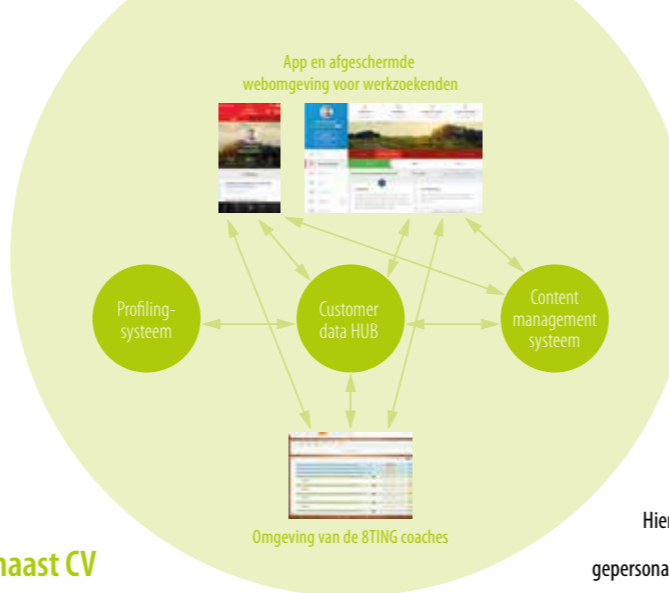 App en afgeschermde
webomgeving voor werkzoekenden
Profiling-
systeem
Customer
data HUB
Content
management
systeem
Omgeving van de 8TING coaches
Hier
naast CV
gepersona